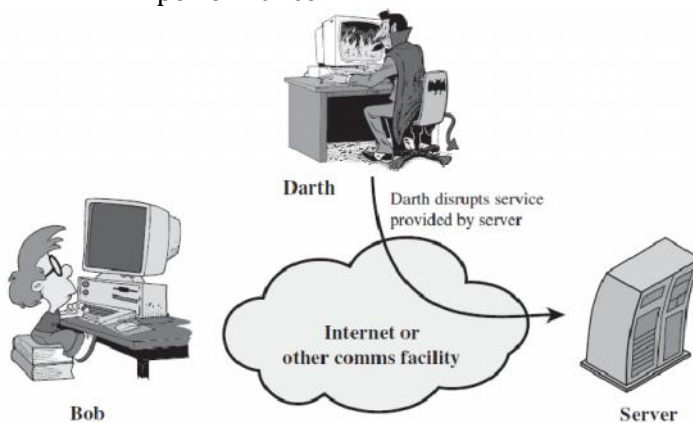 Darth
Darth disrupts service
provided by server
Internet or
other comms facility
Bob
Server